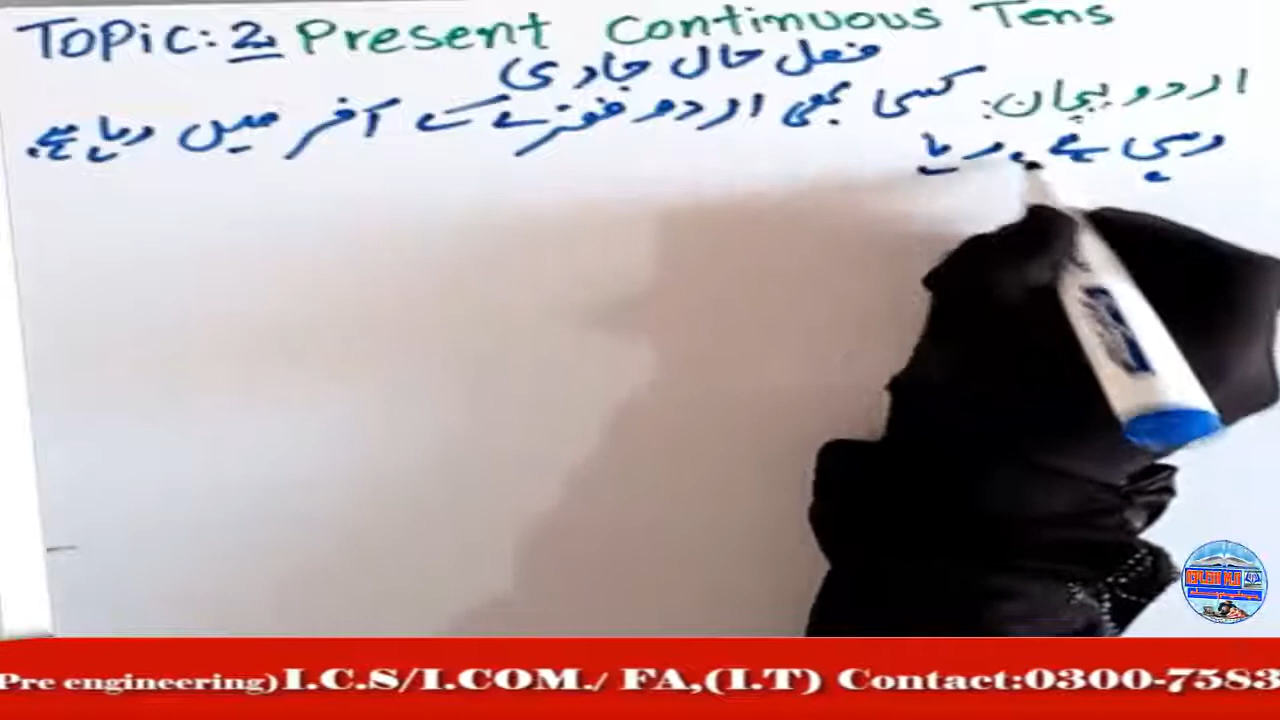 Topic: 2 Present Continuous Tens
فعل حال جاری
اردو پہچان: کسی بھی اردو فقرے کے آخر میں رہا ہے،
رہی ہے، رہا
Pre engineering) I.C.S/I.COM./ FA,(I.T) Contact:0300-7583